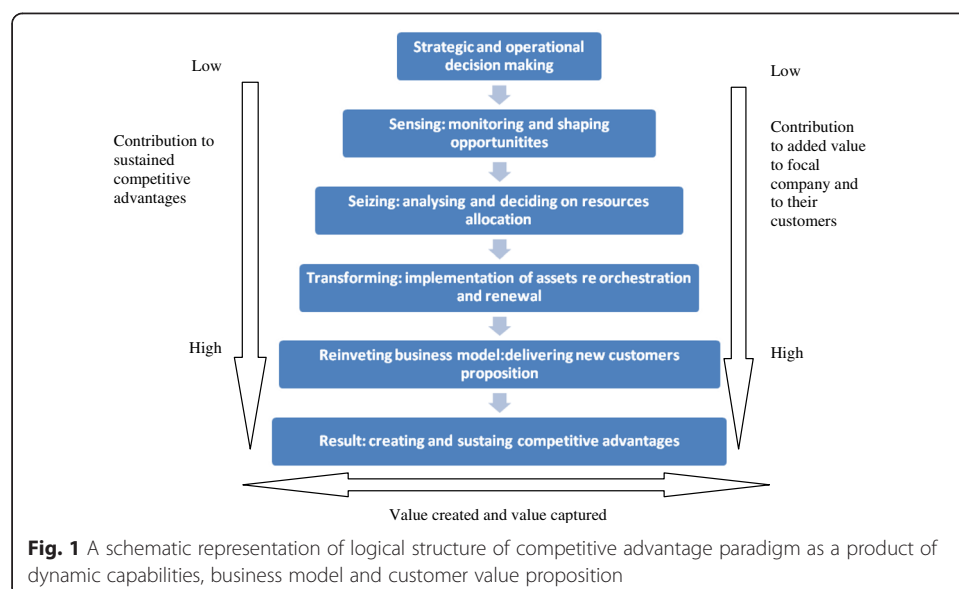 Strategic and operational
decision making
Low
Low
Sensing: monitoring and shaping
opportunitites
Contribution to
sustained
competitive
advantages
Contribution
to added value
to focal
company and
to their
customers
Seizing: analysing and deciding on resources
allocation
Transforming: implementation of assets re orchestration
and renewal
High
High
Reinveting business model:delivering new customers
proposition
Result: creating and sustaing competitive advantages
Value created and value captured
Fig. 1 A schematic representation of logical structure of competitive advantage paradigm as a product of
dynamic capabilities, business model and customer value proposition